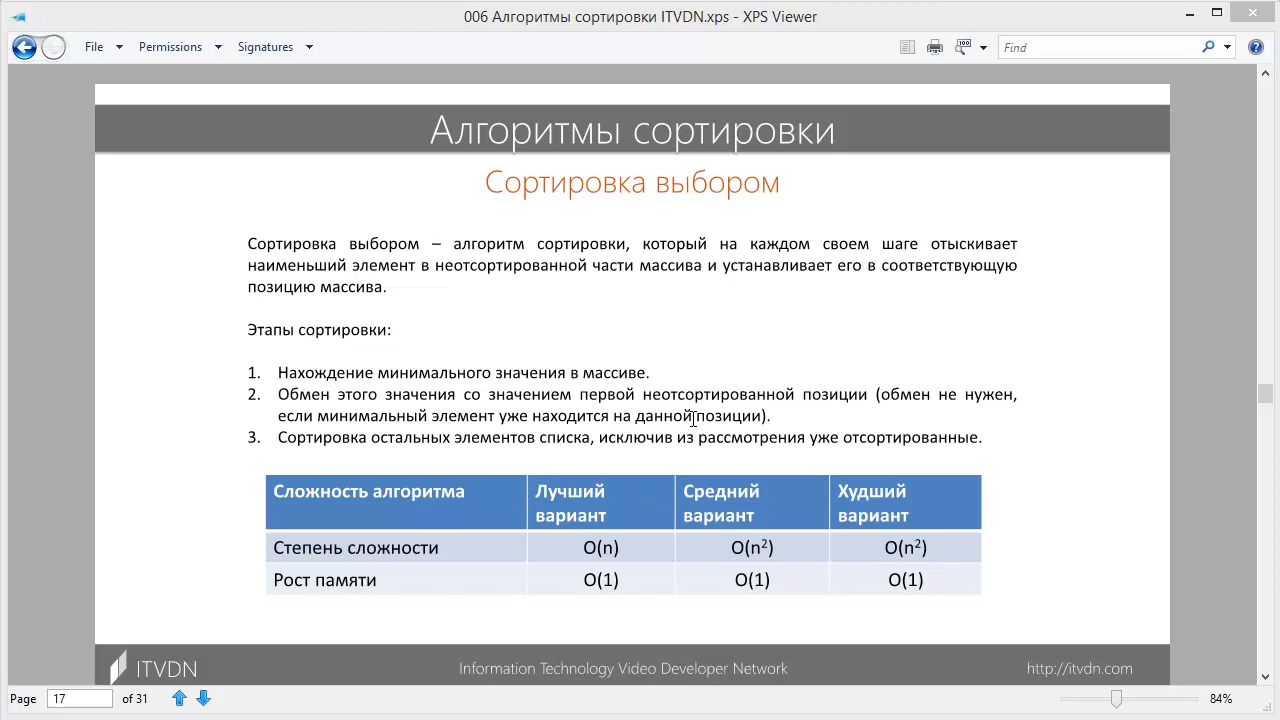 006 Алгоритмы сортировки ITVDN.xps - XPS Viewer
File Permissions Signatures Find
Алгоритмы сортировки
Сортировка выбором
Сортировка выбором – алгоритм сортировки, который на каждом своем шаге отыскивает
наименьший элемент в неотсортированной части массива и устанавливает его в соответствующую
позицию массива.
Этапы сортировки:
1. Нахождение минимального значения в массиве.
2. Обмен этого значения со значением первой неотсортированной позиции (обмен не нужен,
если минимальный элемент уже находится на данной позиции).
3. Сортировка остальных элементов списка, исключив из рассмотрения уже отсортированные.
Сложность алгоритма Лучший вариант Средний вариант Худший вариант
Степень сложности O(n) O(n²) O(n²)
Рост памяти O(1) O(1) O(1)
ITVDN Information Technology Video Developer Network http://itvdn.com
Page 17 of 31 84%